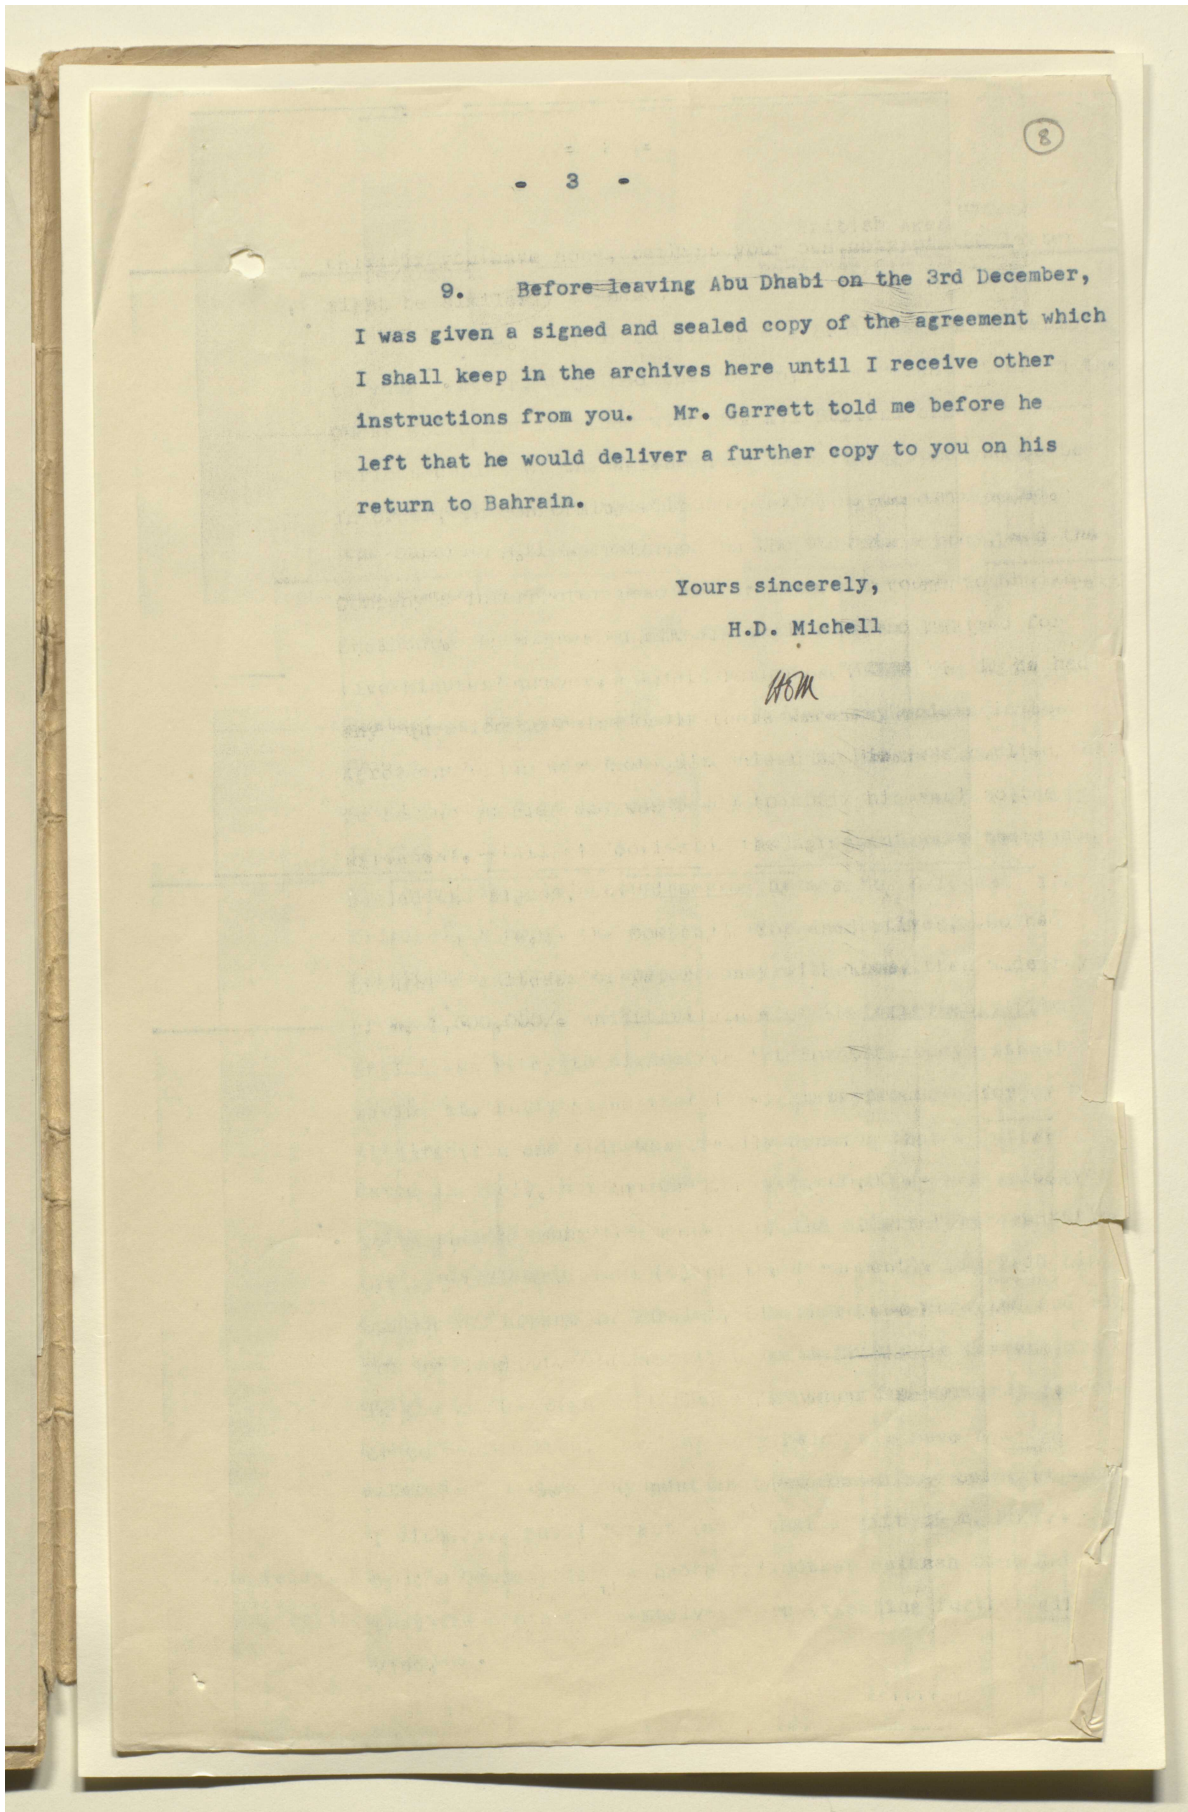 8
- 3 -
9. Before leaving Abu Dhabi on the 3rd December,
I was given a signed and sealed copy of the agreement which
I shall keep in the archives here until I receive other
instructions from you. Mr. Garrett told me before he
left that he would deliver a further copy to you on his
return to Bahrain.
Yours sincerely,
H.D. Michell
HDM